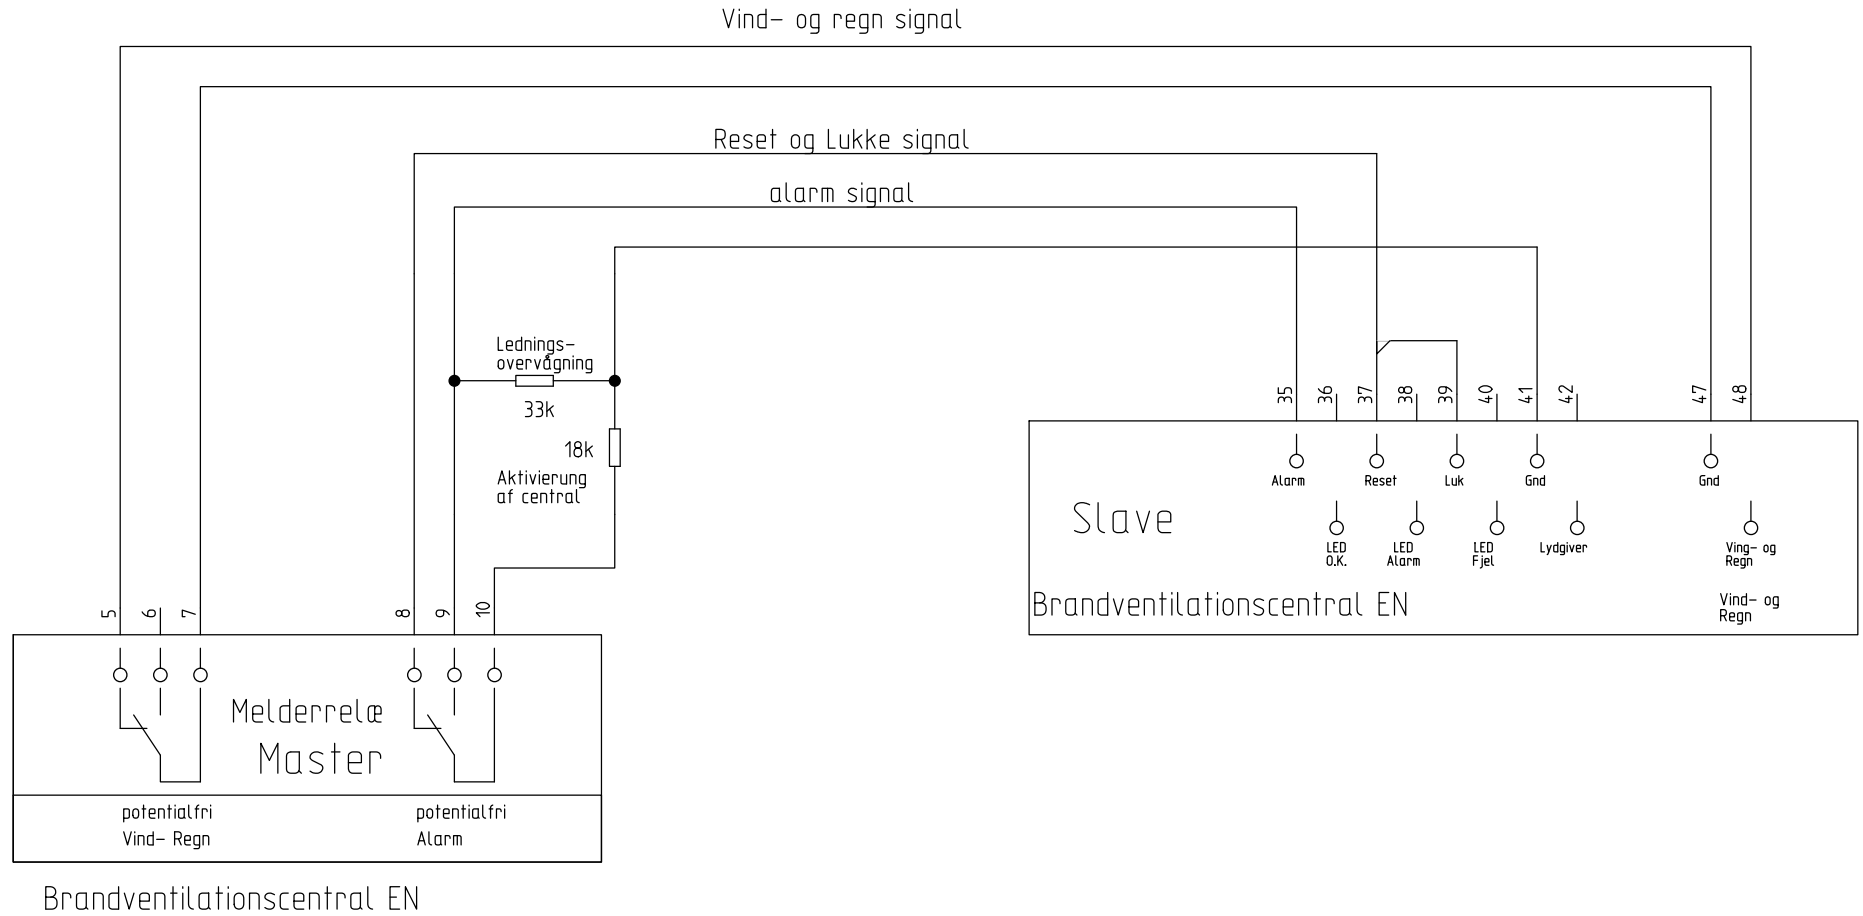 Vind- og regn signal
Reset og Lukke signal
alarm signal
Lednings-
overvågning
33k
18k
Aktivierung
af central
35 36 37 38 39 40 41 42 47 48
Alarm Reset Luk Gnd Gnd
Slave
LED
O.K.
LED
Alarm
LED
Fjel
Lydgiver
Ving- og
Regn
Brandventilationscentral EN
Vind- og
Regn
5 6 7 8 9 10
Melderrelæ
Master
potentialfri
Vind- Regn
potentialfri
Alarm
Brandventilationscentral EN